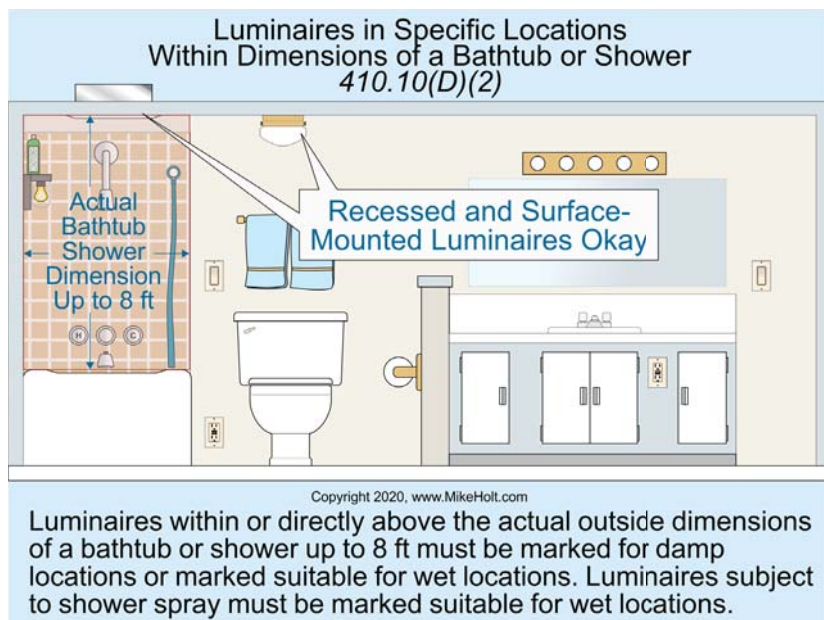 Luminaires in Specific Locations
Within Dimensions of a Bathtub or Shower
410.10(D)(2)
Actual
Bathtub
Shower
Dimension
Up to 8 ft
Recessed and Surface-
Mounted Luminaires Okay
H
C
Copyright 2020, www.MikeHolt.com
Luminaires within or directly above the actual outside dimensions
of a bathtub or shower up to 8 ft must be marked for damp
locations or marked suitable for wet locations. Luminaires subject
to shower spray must be marked suitable for wet locations.